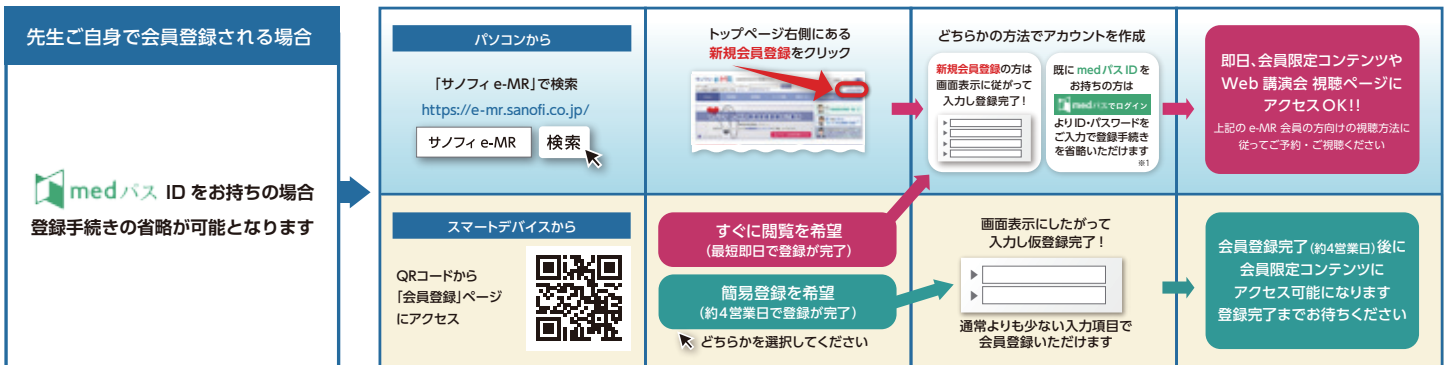 先生ご自身で会員登録される場合
medパス ID をお持ちの場合
登録手続きの省略が可能となります
パソコンから
「サノフィ e-MR」で検索
https://e-mr.sanofi.co.jp/
サノフィ e-MR 検索
トップページ右側にある
新規会員登録をクリック
どちらかの方法でアカウントを作成
新規会員登録の方は
画面表示に従がって
入力し登録完了！
既に medパス ID を
お持ちの方は
medパスでログイン
よりID・パスワードを
ご入力で登録手続き
を省略いただけます
※1
即日、会員限定コンテンツや
Web 講演会 視聴ページに
アクセス OK!!
上記の e-MR 会員の方向けの視聴方法に
従ってご予約・ご視聴ください
スマートデバイスから
QRコードから
「会員登録」ページ
にアクセス
すぐに閲覧を希望
（最短即日で登録が完了）
簡易登録を希望
（約4営業日で登録が完了）
どちらかを選択してください
画面表示にしたがって
入力し仮登録完了！
通常よりも少ない入力項目で
会員登録いただけます
会員登録完了（約4営業日）後に
会員限定コンテンツに
アクセス可能になります
登録完了までお待ちください